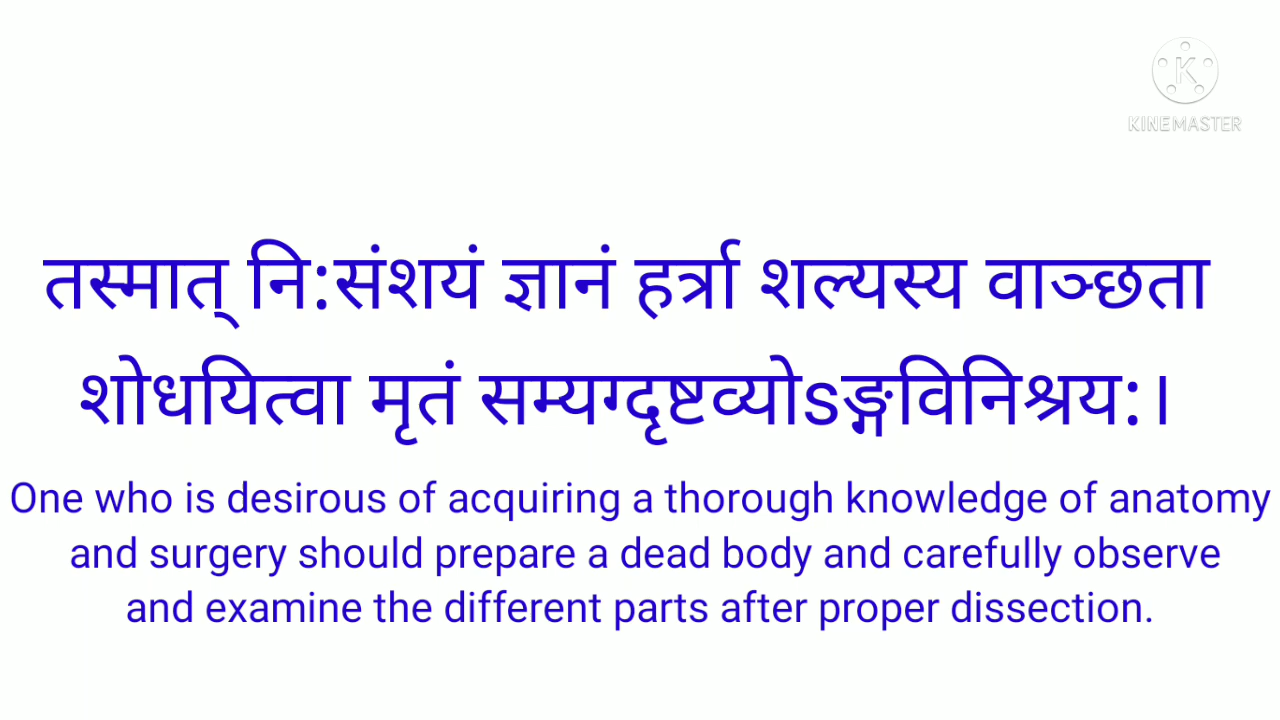 KINEMASTER
तस्मात् नि:संशयं ज्ञानं हर्त्रा शल्यस्य वाञ्छता
शोधयित्वा मृतं सम्यग्दृष्टव्योsङ्गविनिश्रय:।
One who is desirous of acquiring a thorough knowledge of anatomy
and surgery should prepare a dead body and carefully observe
and examine the different parts after proper dissection.